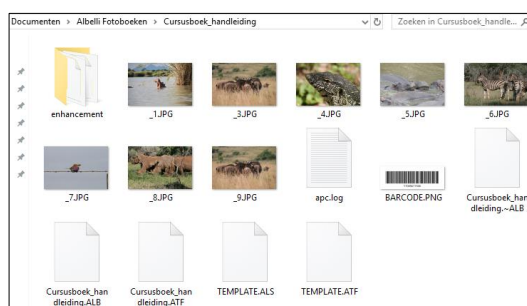 Documenten > Albelli Fotoboeken > Cursusboek_handleiding
Zoeken in Cursusboek_handle...
enhancement
_1.JPG
_3.JPG
_4.JPG
_5.JPG
_6.JPG
_7.JPG
_8.JPG
_9.JPG
apc.log
BARCODE.PNG
Cursusboek_han
dleiding.~ALB
Cursusboek_han
dleiding.ALB
Cursusboek_han
dleiding.ATF
TEMPLATE.ALS
TEMPLATE.ATF